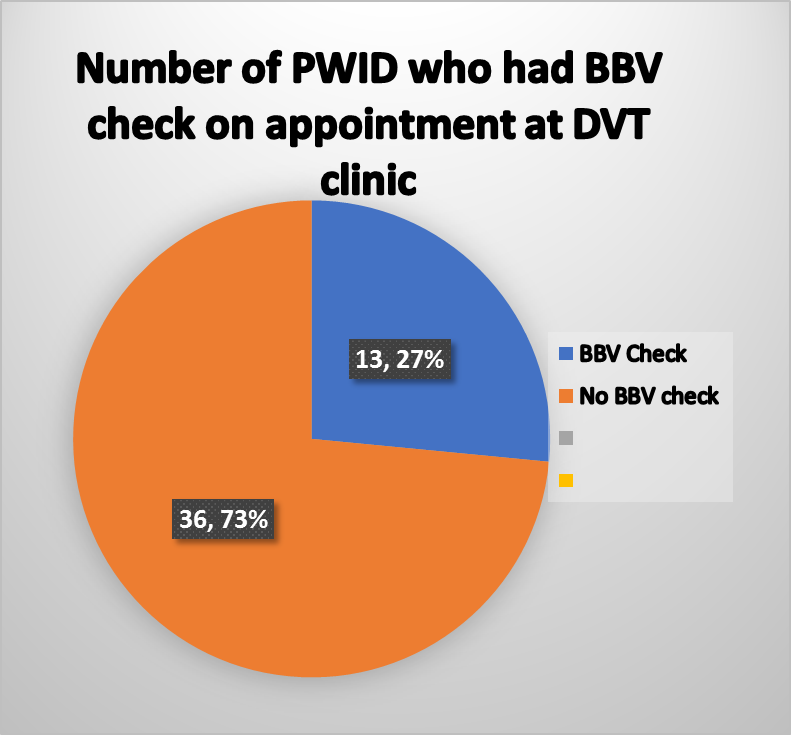 Number of PWID who had BBV
check on appointment at DVT
clinic
13, 27%
BBV Check
No BBV check
36, 73%